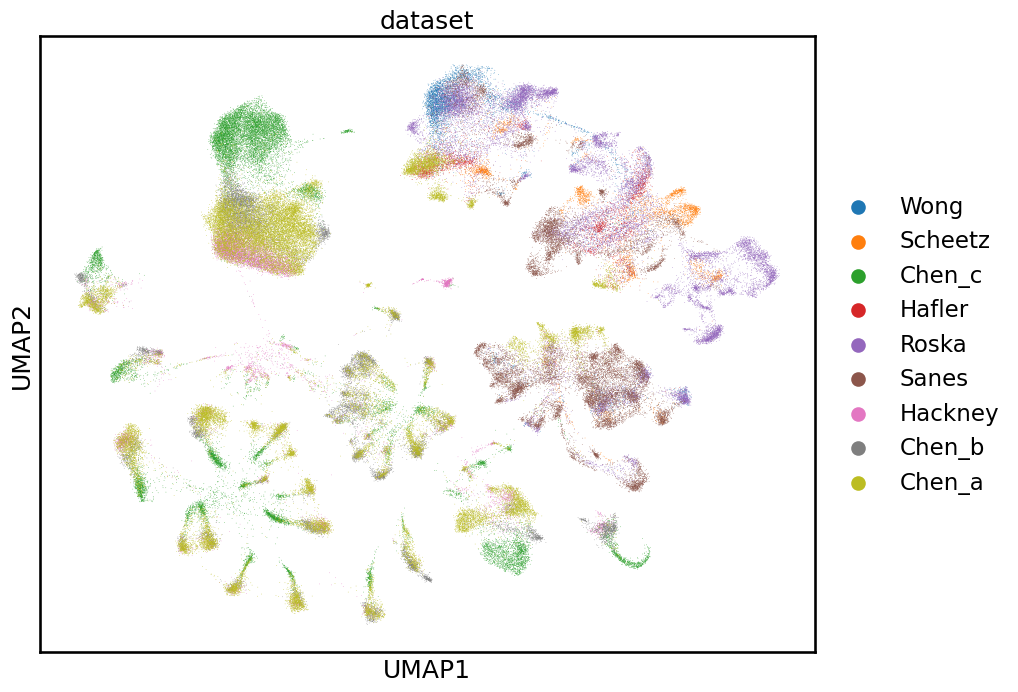 dataset
UMAP2
UMAP1
Wong
Scheetz
Chen_c
Hafler
Roska
Sanes
Hackney
Chen_b
Chen_a